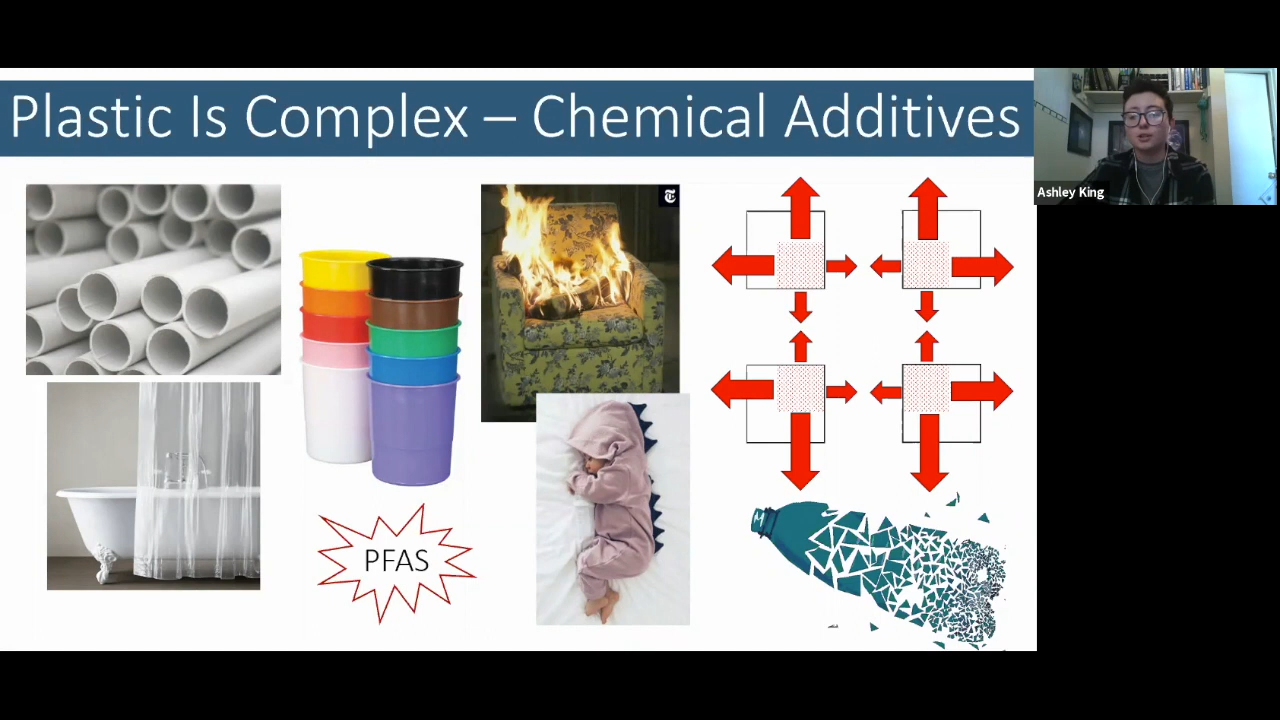 Plastic Is Complex – Chemical Additives
Ashley King
PFAS